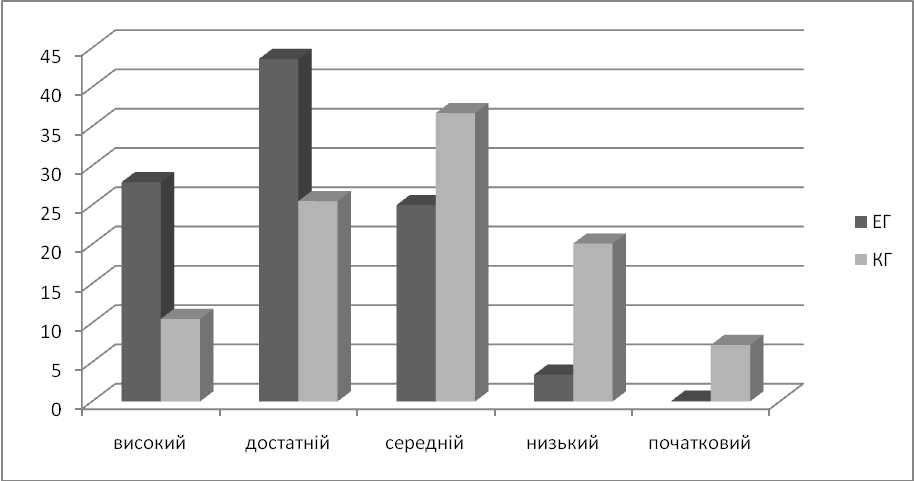 45
40
35
30
25
20
15
10
5
0
високий
достатній
середній
низький
початковий
ЕГ
КГ